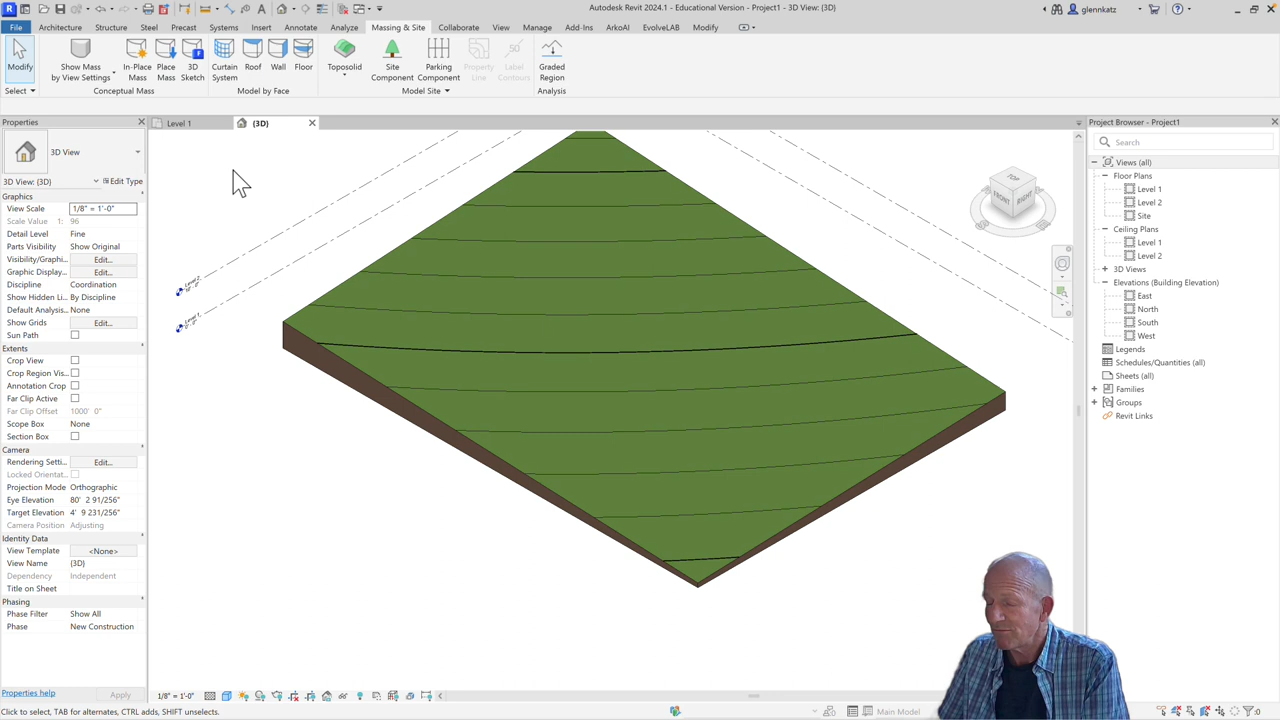 Autodesk Revit 2024.1 - Educational Version - Project1 - 3D View: {3D}
glennkatz
File Architecture Structure Steel Precast Systems Insert Annotate Analyze Massing & Site Collaborate View Manage Add-Ins ArkoAI EvolveLAB Modify
Modify
Show Mass
by View Settings
In-Place
Mass
Place
Mass
3D
Sketch
Curtain
System
Roof
Wall
Floor
Toposolid
Site
Component
Parking
Component
Property
Line
50
Label
Contours
Graded
Region
Select
Conceptual Mass
Model by Face
Model Site
Analysis
Properties
Level 1
{3D}
Project Browser - Project1
3D View
Search
3D View: {3D}
Edit Type
Graphics
View Scale 1/8" = 1'-0"
Scale Value 1: 96
Detail Level Fine
Parts Visibility Show Original
Visibility/Graphi... Edit...
Graphic Display... Edit...
Discipline Coordination
Show Hidden Li... By Discipline
Default Analysis... None
Show Grids Edit...
Sun Path
Extents
Crop View
Crop Region Vis...
Annotation Crop
Far Clip Active
Far Clip Offset 1000' 0"
Scope Box None
Section Box
Camera
Rendering Setti... Edit...
Locked Orientat...
Projection Mode Orthographic
Eye Elevation 80' 2 91/256"
Target Elevation 4' 9 231/256"
Camera Position Adjusting
Identity Data
View Template <None>
View Name {3D}
Dependency Independent
Title on Sheet
Phasing
Phase Filter Show All
Phase New Construction
Properties help
Apply
Level 2
Level 1
TOP
FRONT
RIGHT
Views (all)
Floor Plans
Level 1
Level 2
Site
Ceiling Plans
Level 1
Level 2
3D Views
Elevations (Building Elevation)
East
North
South
West
Legends
Schedules/Quantities (all)
Sheets (all)
Families
Groups
Revit Links
1/8" = 1'-0"
Click to select, TAB for alternates, CTRL adds, SHIFT unselects.
Main Model
:0